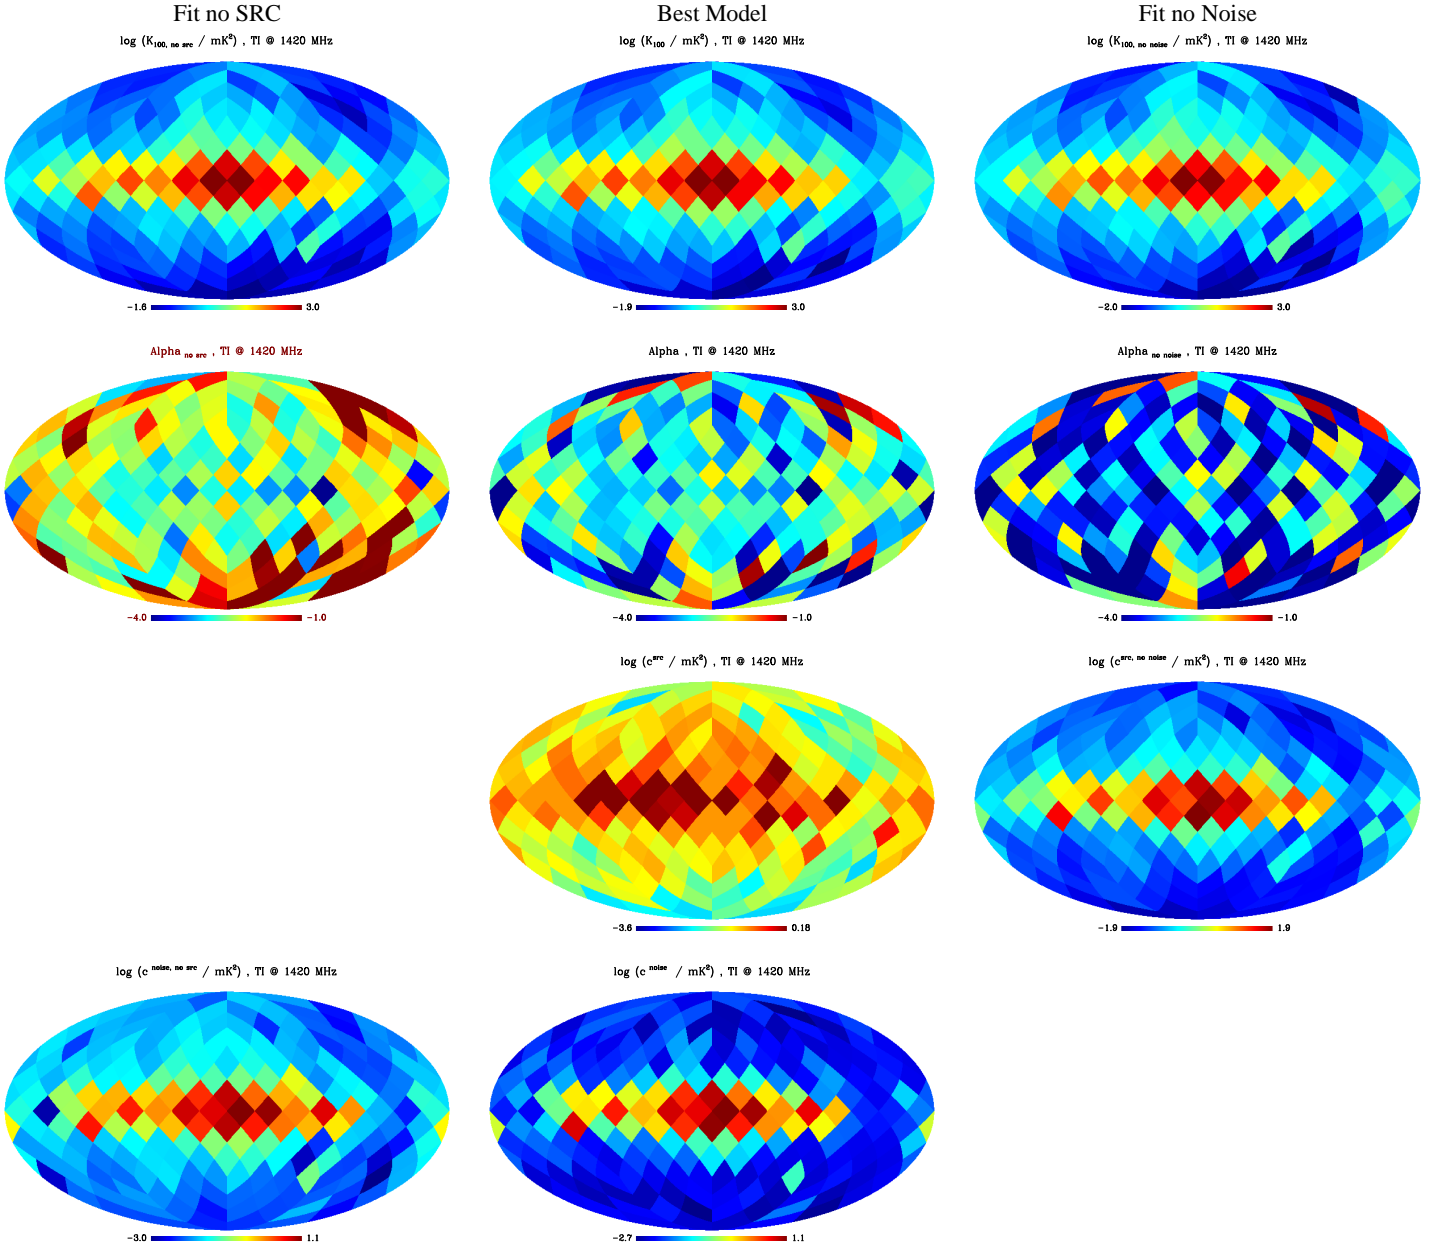 Fit no SRC
Best Model
Fit no Noise
log (K100, no src / mK²) , TI @ 1420 MHz
log (K100 / mK²) , TI @ 1420 MHz
log (K100, no noise / mK²) , TI @ 1420 MHz
-1.6 3.0
-1.9 3.0
-2.0 3.0
Alpha no src , TI @ 1420 MHz
Alpha , TI @ 1420 MHz
Alpha no noise , TI @ 1420 MHz
-4.0 -1.0
-4.0 -1.0
-4.0 -1.0
log (c src / mK²) , TI @ 1420 MHz
log (c src, no noise / mK²) , TI @ 1420 MHz
-3.6 0.18
-1.9 1.9
log (c noise, no src / mK²) , TI @ 1420 MHz
log (c noise / mK²) , TI @ 1420 MHz
-3.0 1.1
-2.7 1.1